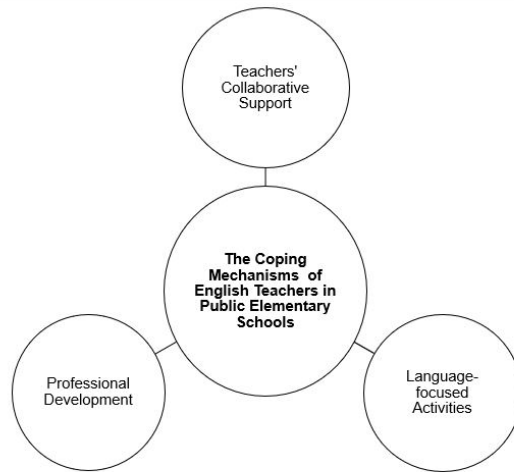 Teachers'
Collaborative
Support
The Coping
Mechanisms of
English Teachers in
Public Elementary
Schools
Professional
Development
Language-
focused
Activities